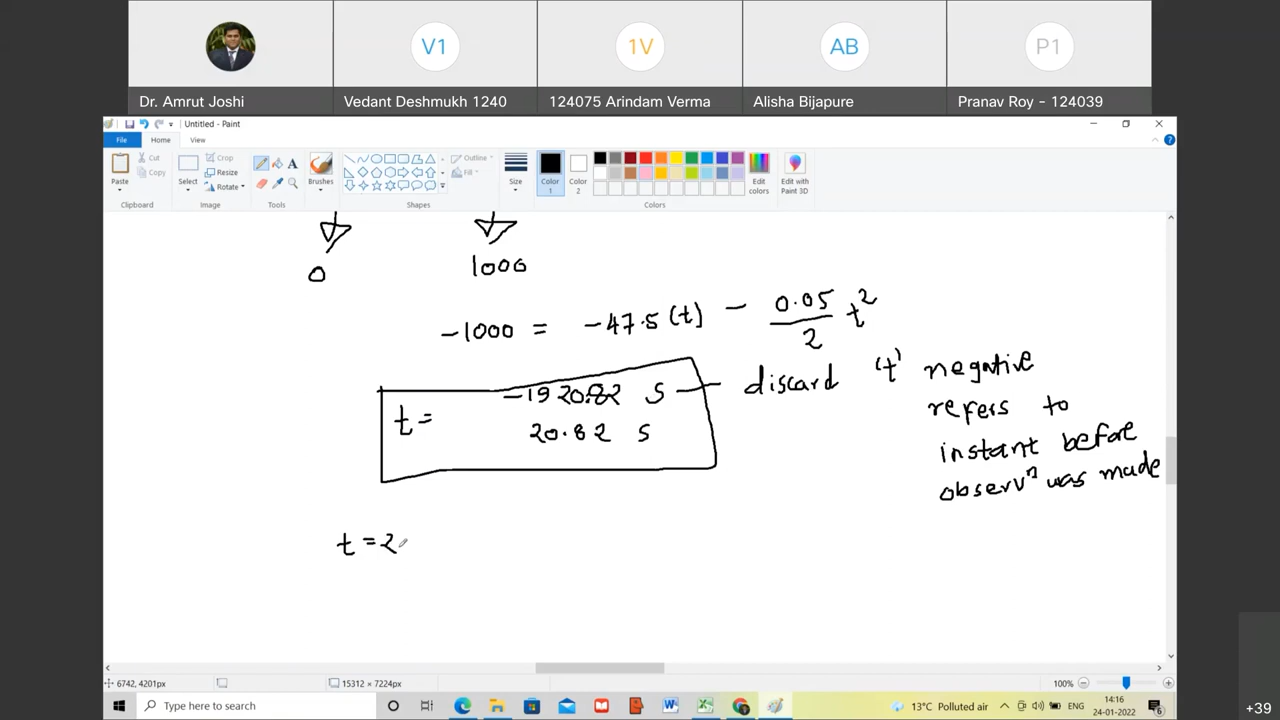 V1
1V
AB
P1
Dr. Amrut Joshi
Vedant Deshmukh 1240
124075 Arindam Verma
Alisha Bijapure
Pranav Roy - 124039
Untitled - Paint
File
Home
View
Paste
Cut
Copy
Select
Crop
Resize
Rotate
A
Brushes
Outline
Fill
Size
Color 1
Color 2
Edit colors
Edit with Paint 3D
Clipboard
Image
Tools
Shapes
Colors
0
1000
-1000 = -47.5 (t) - 0.05/2 t²
t = -1920.82 S — discard 't' negative
20.82 S
refers to
instant before
observⁿ was made
t = 2
6742, 4201px
15312 × 7224px
100%
Type here to search
13°C Polluted air
ENG
14:16
24-01-2022
6
+39